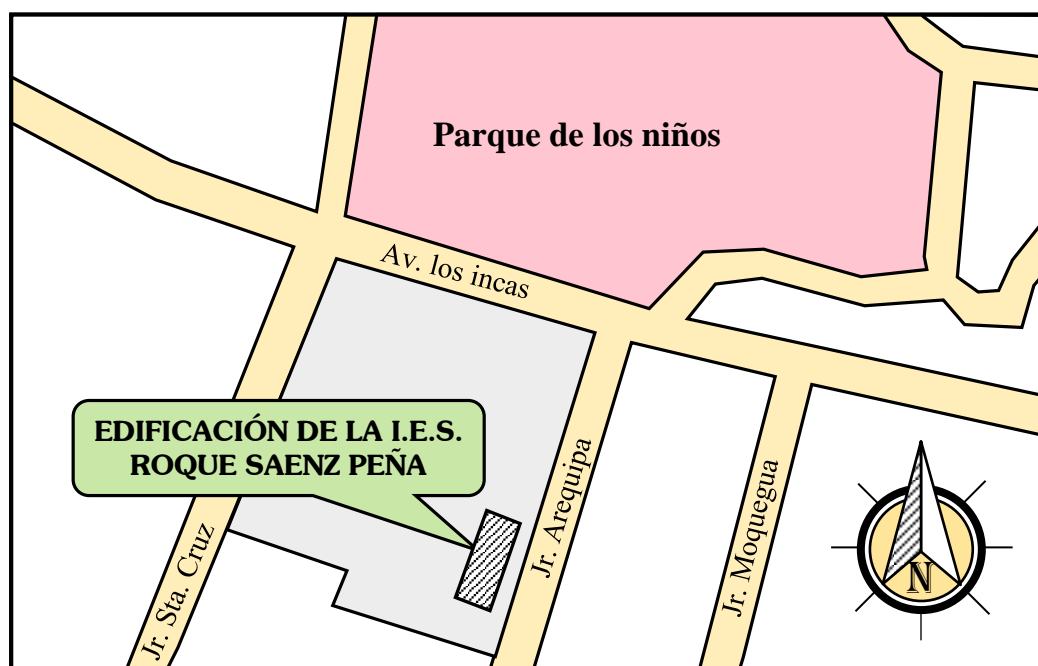 Parque de los niños
Av. los incas
EDIFICACIÓN DE LA I.E.S.
ROQUE SAENZ PEÑA
Jr. Sta. Cruz
Jr. Arequipa
Jr. Moquegua
N